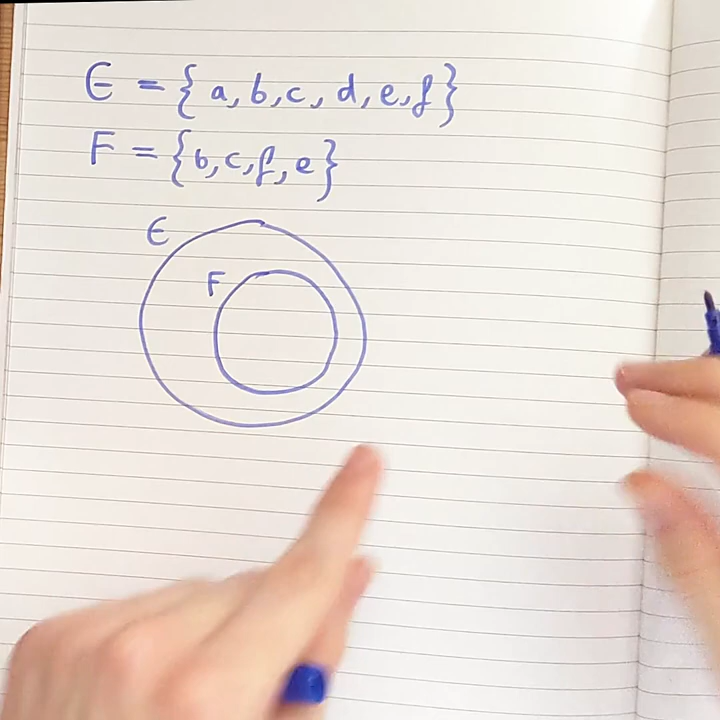 E = {a, b, c, d, e, f}
F = {b, c, f, e}
E
F